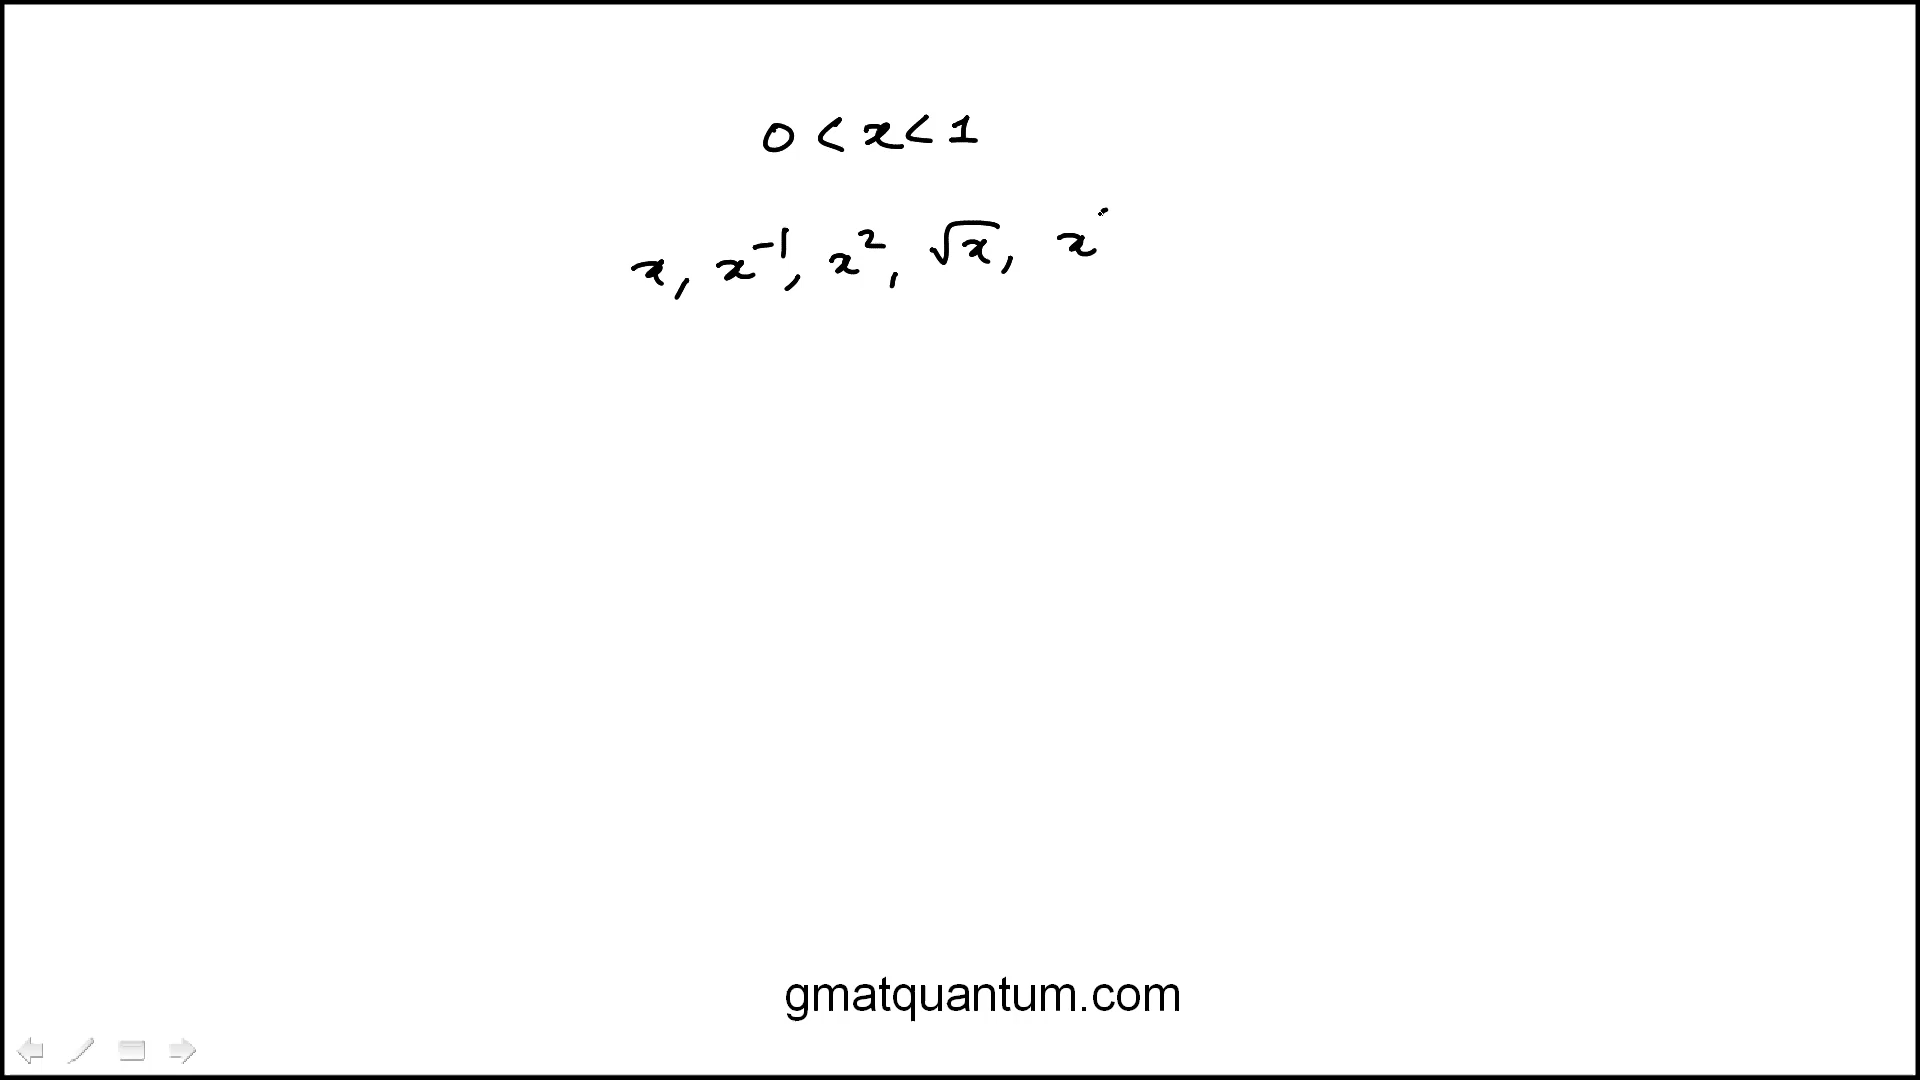 0 < x < 1
x, x⁻¹, x², √x, x
gmatquantum.com